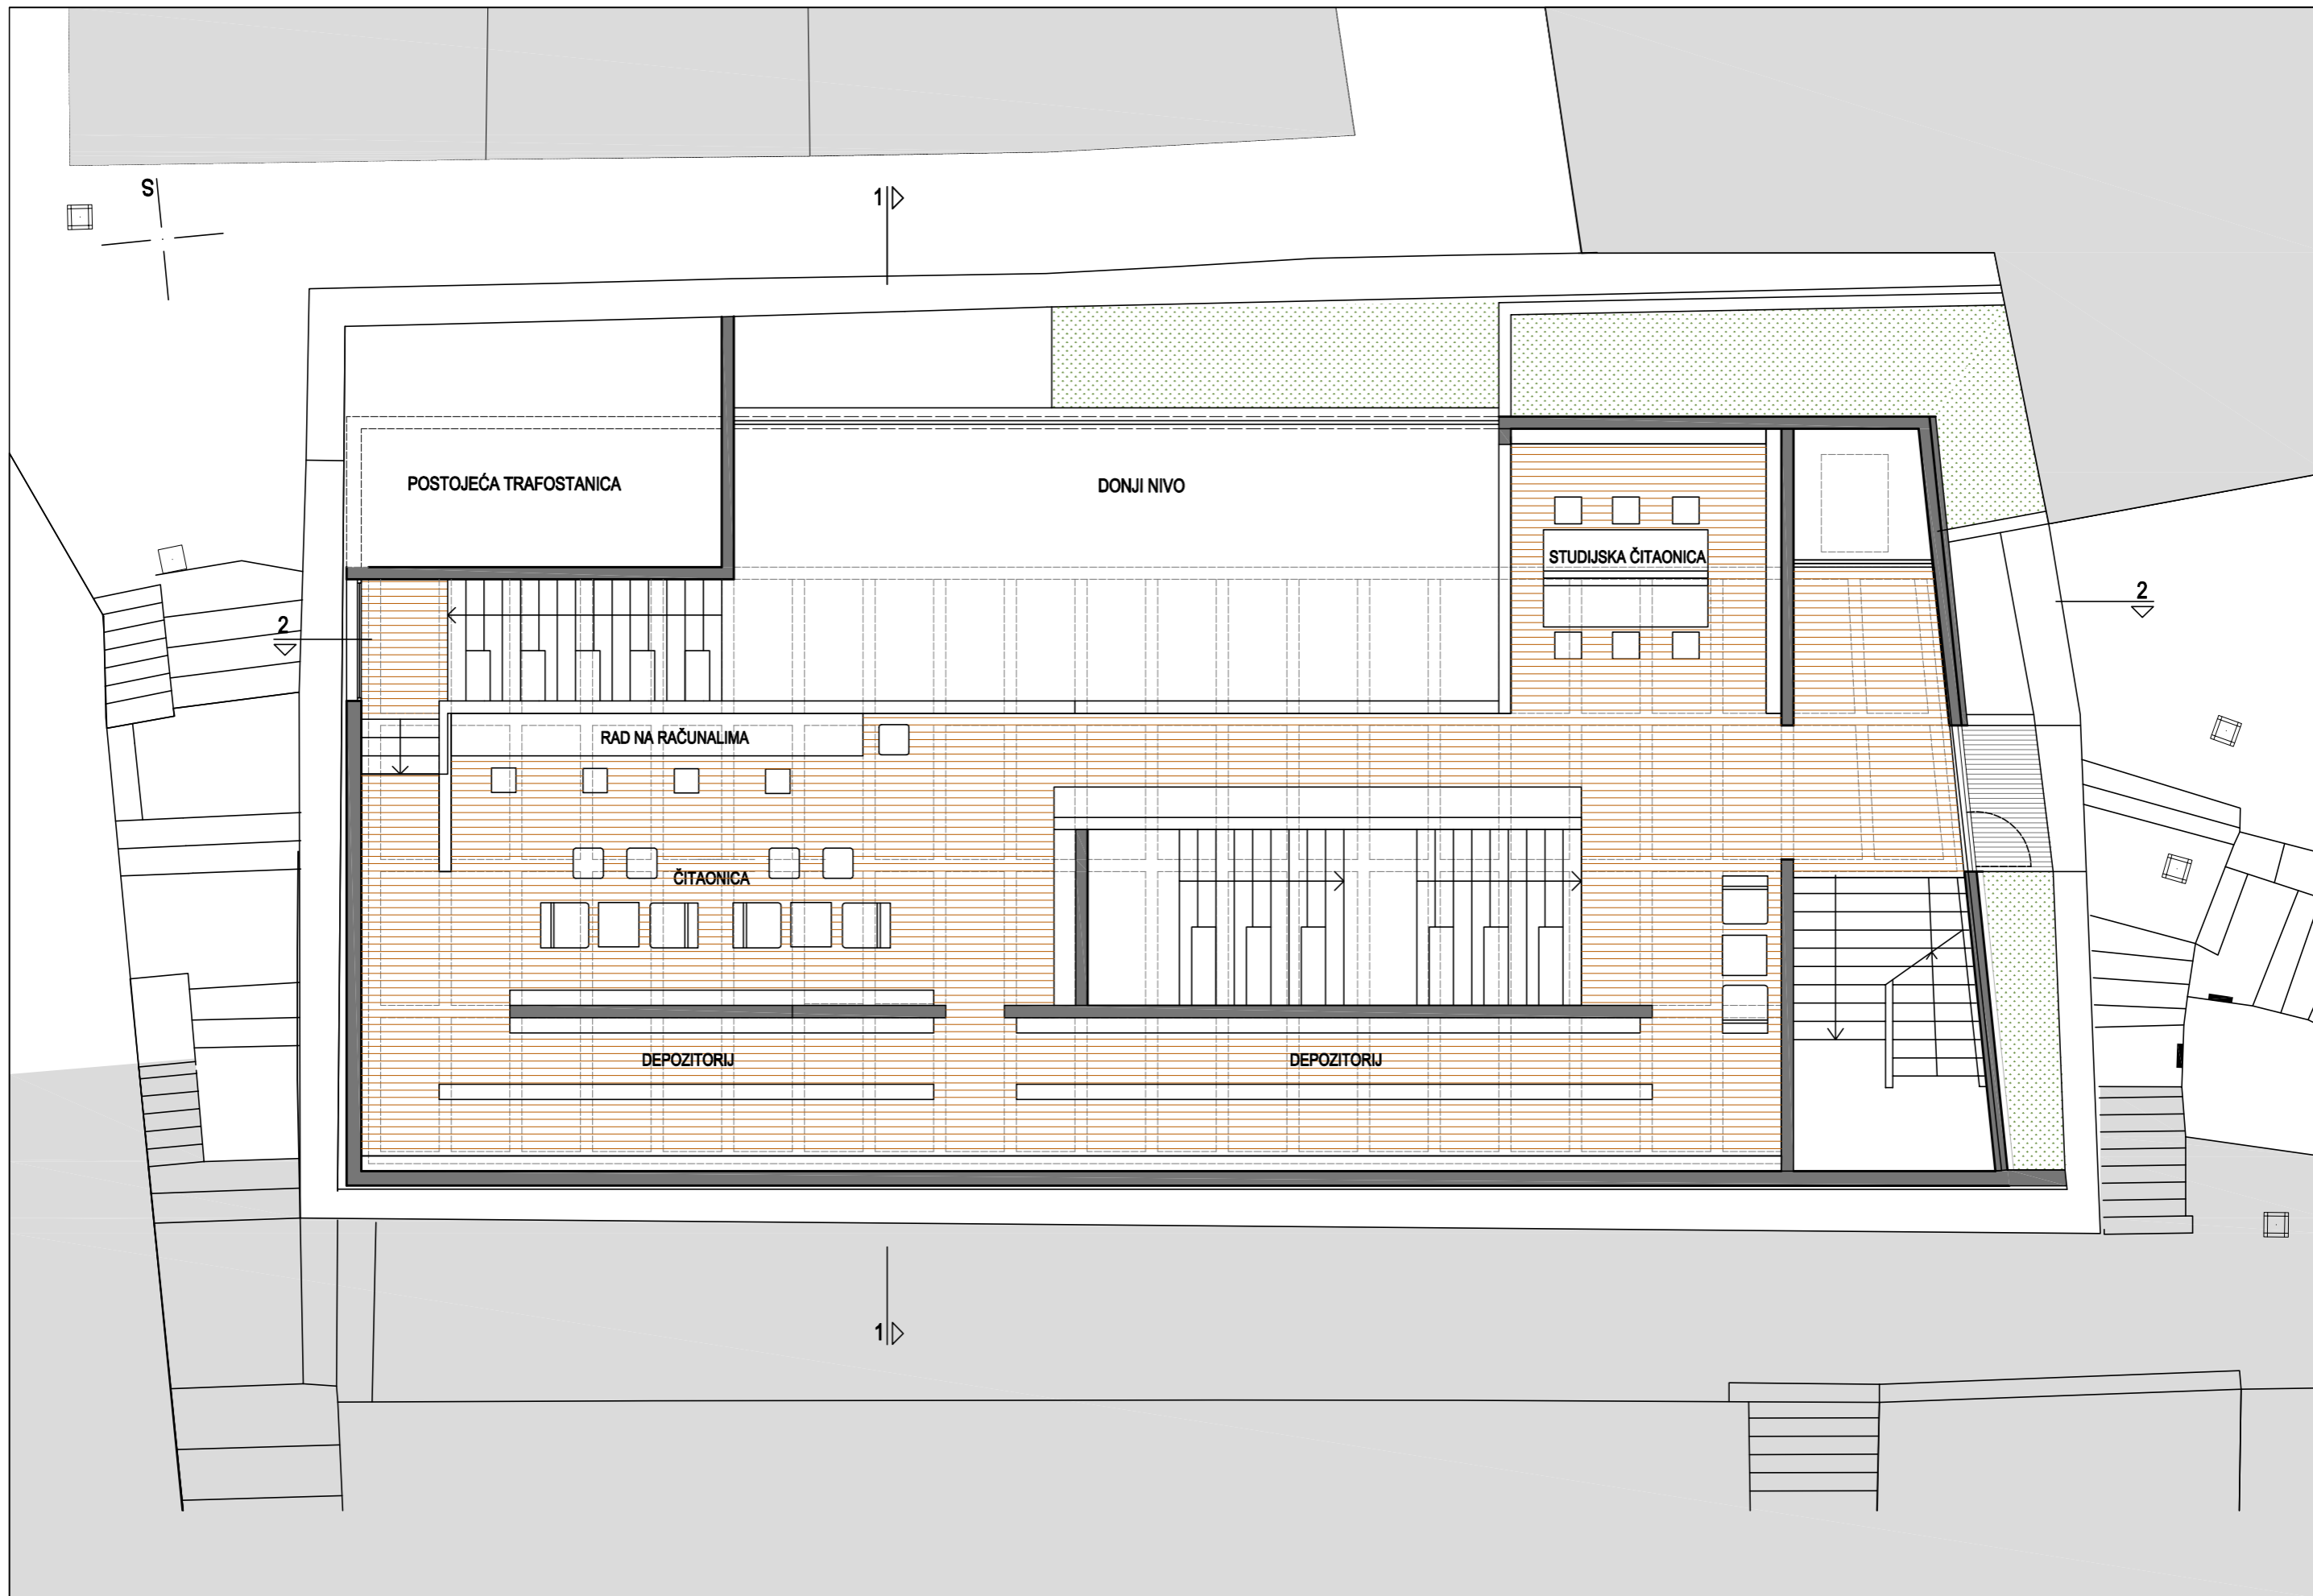 S
1
POSTOJEĆA TRAFOSTANICA
DONJI NIVO
STUDIJSKA ČITAONICA
2
2
RAD NA RAČUNALIMA
ČITAONICA
DEPOZITORIJ
DEPOZITORIJ
1